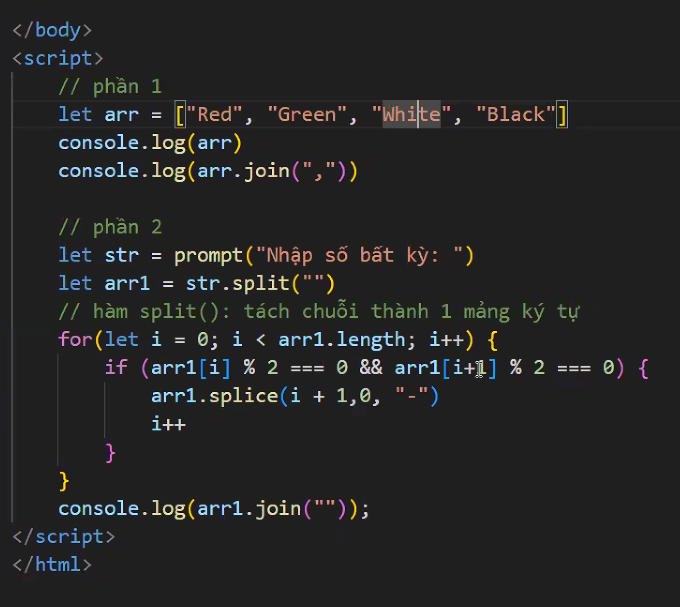 </body>
<script>
// phần 1
let arr = ["Red", "Green", "White", "Black"]
console.log(arr)
console.log(arr.join(","))
// phần 2
let str = prompt("Nhập số bất kỳ: ")
let arr1 = str.split("")
// hàm split(): tách chuỗi thành 1 mảng ký tự
for(let i = 0; i < arr1.length; i++) {
if (arr1[i] % 2 === 0 && arr1[i+1] % 2 === 0) {
arr1.splice(i + 1,0, "-")
i++
}
}
console.log(arr1.join(""));
</script>
</html>